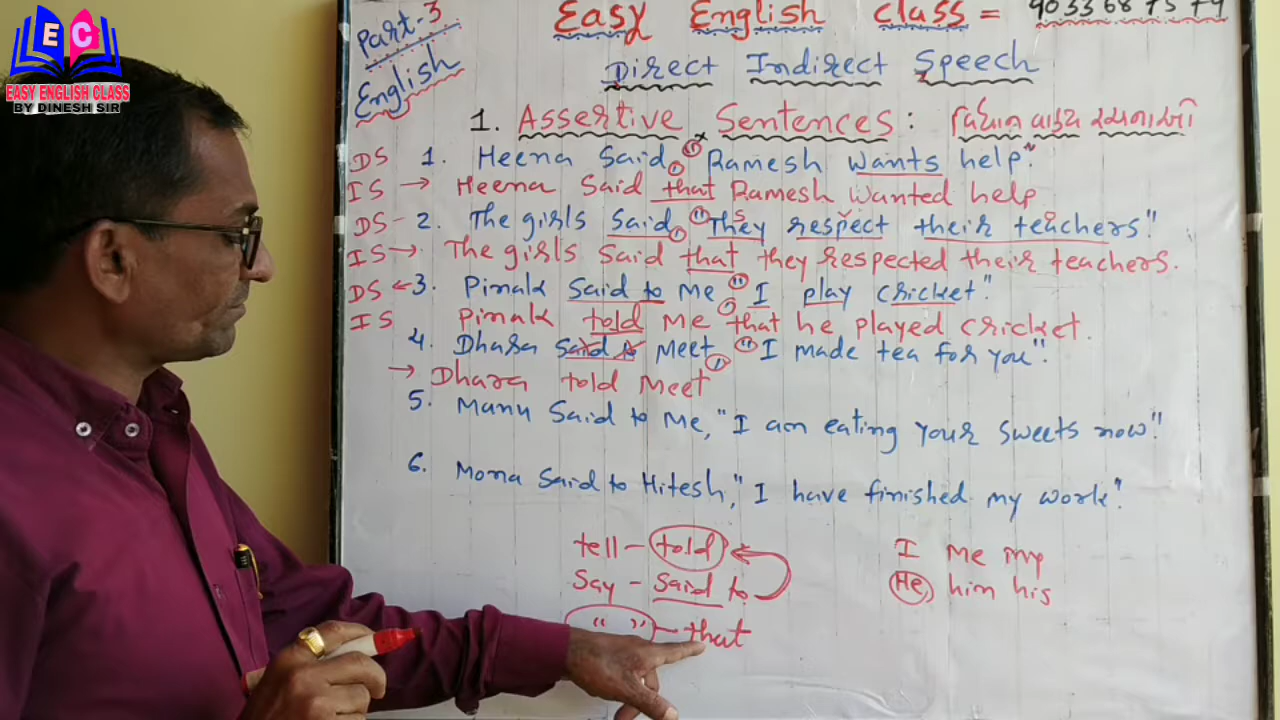 E C
EASY ENGLISH CLASS
BY DINESH SIR
Part-3
English
Easy English Class =
Direct Indirect Speech
1. Assertive Sentences:
DS 1. Heena Said, "Ramesh wants help."
IS → Heena Said that Ramesh Wanted help
DS - 2. The girls Said, "They respect their teachers."
IS → The girls Said that they respected their teachers.
DS ← 3. Pinak Said to Me, "I play cricket."
IS Pinak told Me that he played cricket.
4. Dhara Said to Meet, "I made tea for you".
→ Dhara told Meet
5. Manu Said to Me, "I am eating your sweets now."
6. Mona Said to Hitesh, "I have finished my work."
tell - told
Say - Said to
" " - that
I Me My
He him his